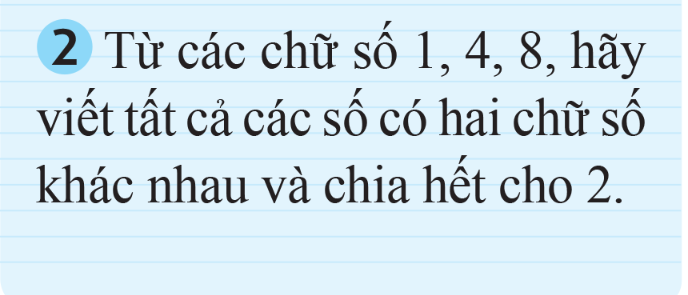 2 Từ các chữ số 1, 4, 8, hãy
viết tất cả các số có hai chữ số
khác nhau và chia hết cho 2.